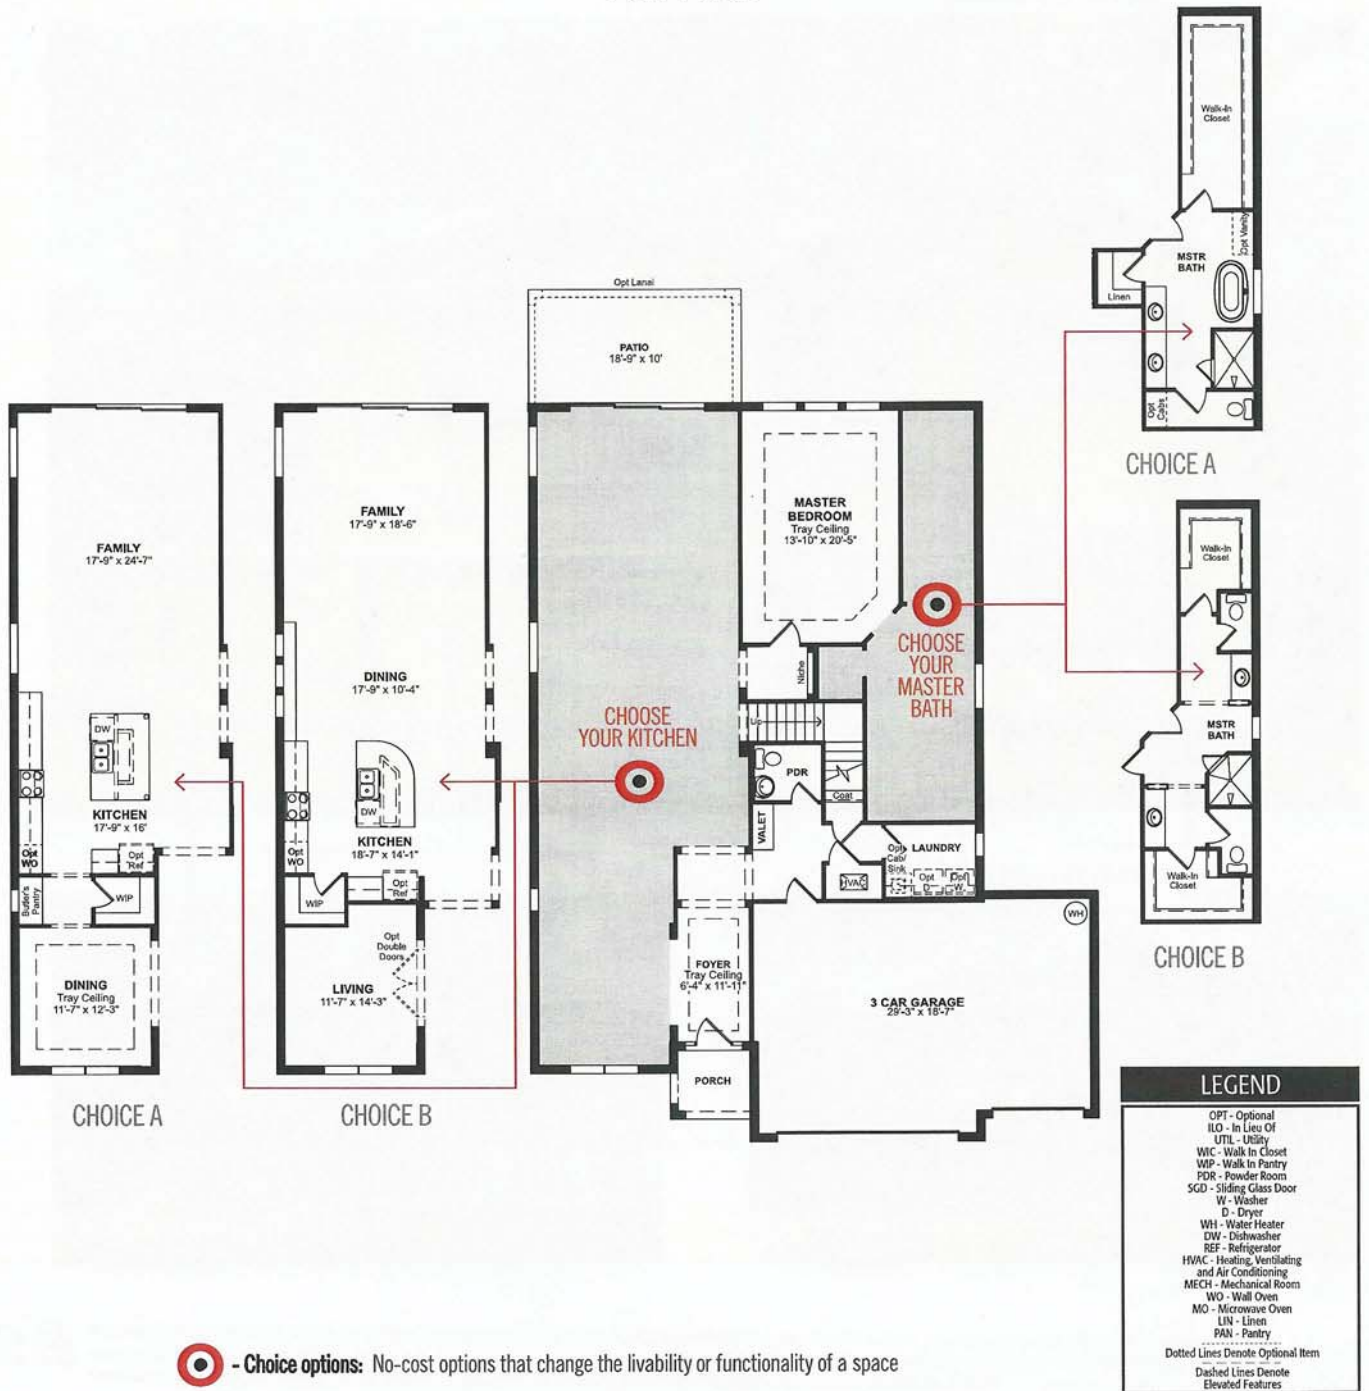 Walk-In
Closet
Opt Vanity
MSTR
BATH
Linen
Opt
Cabs
CHOICE A
Opt Lanai
PATIO
18'-9" x 10'
FAMILY
17'-9" x 24'-7"
DW
KITCHEN
17'-9" x 16'
Opt
WO
Opt
Ref
Butler's
Pantry
WIP
DINING
Tray Ceiling
11'-7" x 12'-3"
CHOICE A
FAMILY
17'-9" x 18'-6"
DINING
17'-9" x 10'-4"
DW
KITCHEN
18'-7" x 14'-1"
Opt
WO
Opt
Ref
WIP
Opt
Double
Doors
LIVING
11'-7" x 14'-3"
CHOICE B
CHOOSE
YOUR KITCHEN
MASTER
BEDROOM
Tray Ceiling
13'-10" x 20'-5"
CHOOSE
YOUR
MASTER
BATH
Niche
Up
PDR
Coat
VALET
LAUNDRY
Opt
Cab/
Sink
Opt
D
Opt
W
HVAC
WH
FOYER
Tray Ceiling
6'-4" x 11'-11"
3 CAR GARAGE
29'-3" x 18'-7"
PORCH
Walk-In
Closet
MSTR
BATH
Walk-In
Closet
CHOICE B
LEGEND
OPT - Optional
ILO - In Lieu Of
UTIL - Utility
WIC - Walk In Closet
WIP - Walk In Pantry
PDR - Powder Room
SGD - Sliding Glass Door
W - Washer
D - Dryer
WH - Water Heater
DW - Dishwasher
REF - Refrigerator
HVAC - Heating, Ventilating
and Air Conditioning
MECH - Mechanical Room
WO - Wall Oven
MO - Microwave Oven
LIN - Linen
PAN - Pantry
Dotted Lines Denote Optional Item
Dashed Lines Denote
Elevated Features
- Choice options: No-cost options that change the livability or functionality of a space